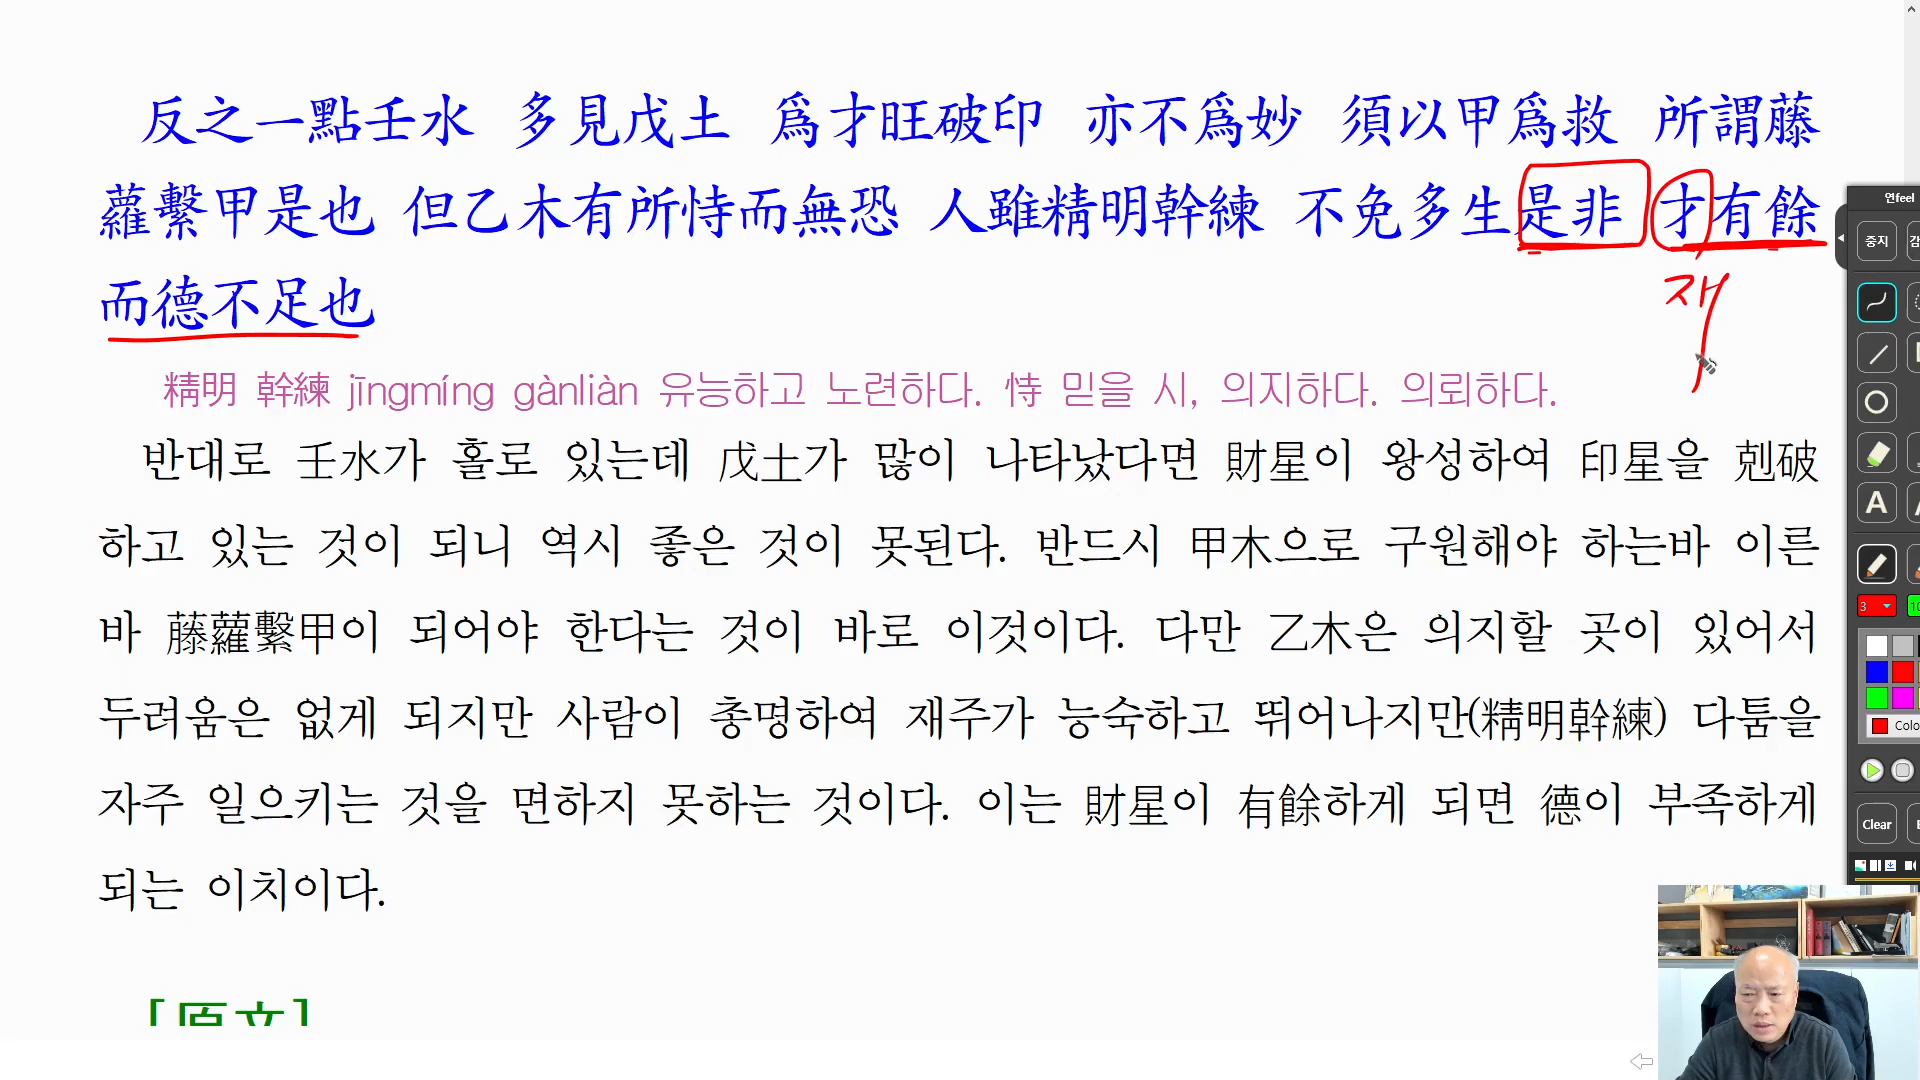 反之一點壬水 多見戊土 爲才旺破印 亦不爲妙 須以甲爲救 所謂藤
蘿繫甲是也 但乙木有所恃而無恐 人雖精明幹練 不免多生是非 才有餘
而德不足也
재
精明 幹練 jīngmíng gànliàn 유능하고 노련하다. 恃 믿을 시, 의지하다. 의뢰하다.
반대로 壬水가 홀로 있는데 戊土가 많이 나타났다면 財星이 왕성하여 印星을 剋破
하고 있는 것이 되니 역시 좋은 것이 못된다. 반드시 甲木으로 구원해야 하는바 이른
바 藤蘿繫甲이 되어야 한다는 것이 바로 이것이다. 다만 乙木은 의지할 곳이 있어서
두려움은 없게 되지만 사람이 총명하여 재주가 능숙하고 뛰어나지만(精明幹練) 다툼을
자주 일으키는 것을 면하지 못하는 것이다. 이는 財星이 有餘하게 되면 德이 부족하게
되는 이치이다.
[原文]
연feel
중지
A
3
10
Colo
Clear